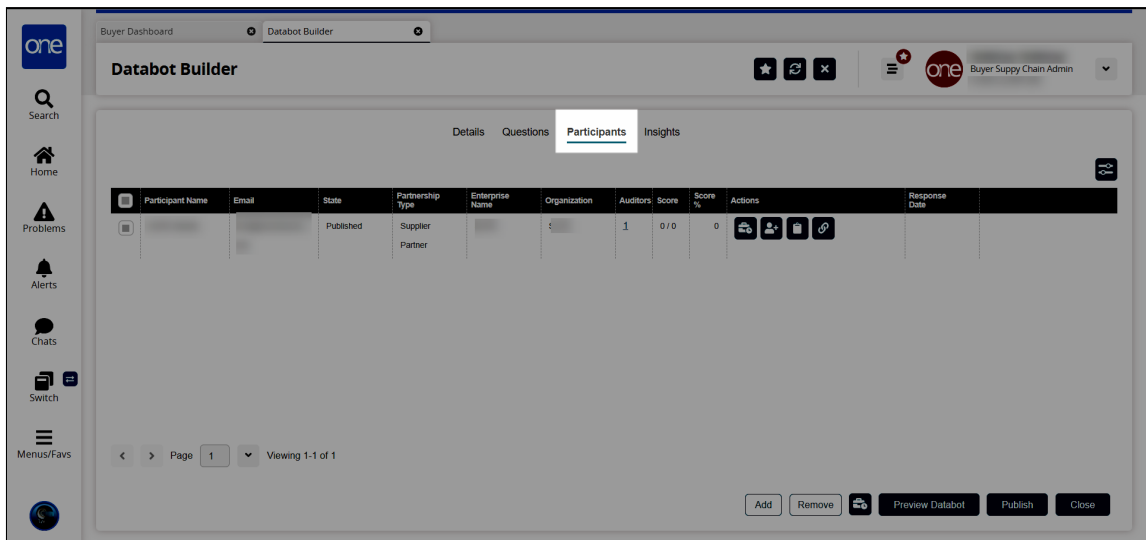 one
Search
Home
Problems
Alerts
Chats
Switch
Menus/Favs
Buyer Dashboard
Databot Builder
Databot Builder
one
Buyer Suppy Chain Admin
Details
Questions
Participants
Insights
Participant Name
Email
State
Partnership Type
Enterprise Name
Organization
Auditors
Score
Score %
Actions
Response Date
Published
Supplier
Partner
1
0 / 0
0
Page 1
Viewing 1-1 of 1
Add
Remove
Preview Databot
Publish
Close